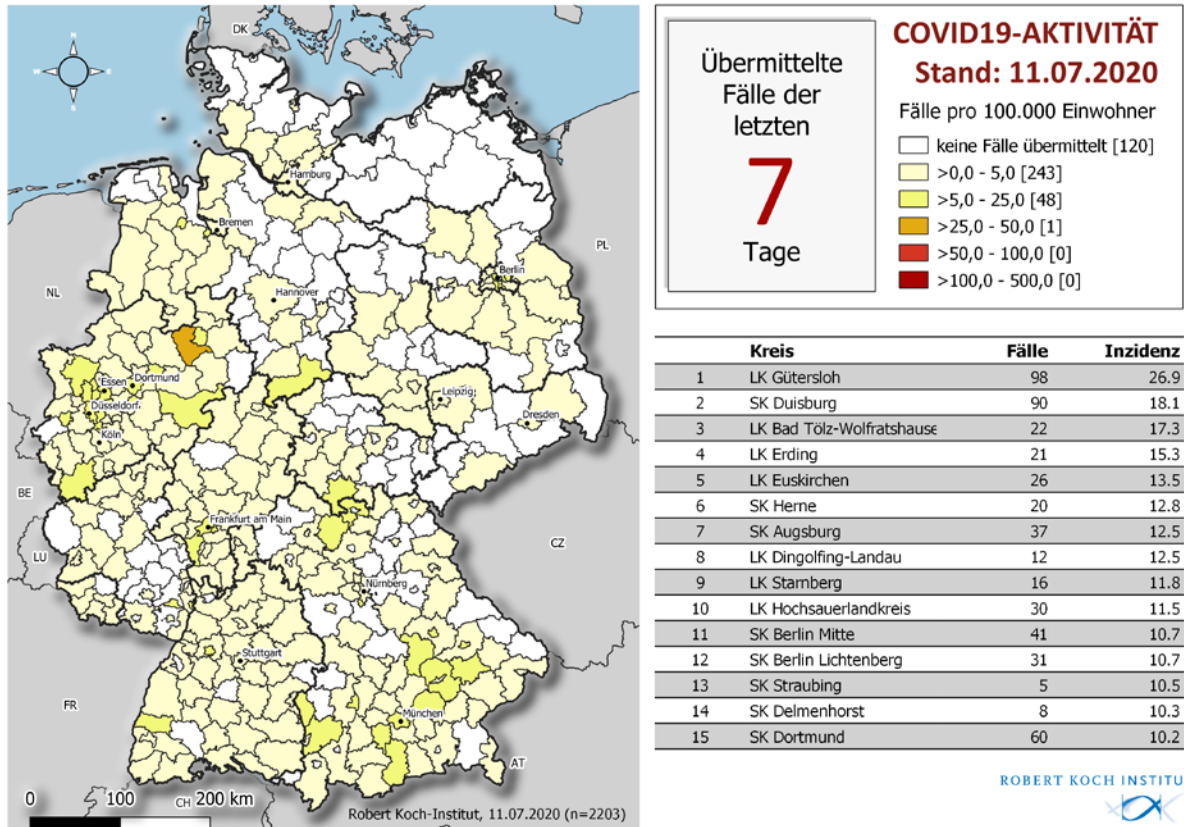 DK
N
W
E
S
Hamburg
Bremen
PL
Berlin
NL
Hannover
Essen
Dortmund
Düsseldorf
Leipzig
Köln
Dresden
BE
Frankfurt am Main
LU
CZ
Nürnberg
Stuttgart
FR
München
AT
CH
0 100 200 km
Robert Koch-Institut, 11.07.2020 (n=2203)
Übermittelte
Fälle der
letzten
7
Tage
COVID19-AKTIVITÄT
Stand: 11.07.2020
Fälle pro 100.000 Einwohner
keine Fälle übermittelt [120]
>0,0 - 5,0 [243]
>5,0 - 25,0 [48]
>25,0 - 50,0 [1]
>50,0 - 100,0 [0]
>100,0 - 500,0 [0]
Kreis Fälle Inzidenz
1 LK Gütersloh 98 26.9
2 SK Duisburg 90 18.1
3 LK Bad Tölz-Wolfratshause 22 17.3
4 LK Erding 21 15.3
5 LK Euskirchen 26 13.5
6 SK Herne 20 12.8
7 SK Augsburg 37 12.5
8 LK Dingolfing-Landau 12 12.5
9 LK Starnberg 16 11.8
10 LK Hochsauerlandkreis 30 11.5
11 SK Berlin Mitte 41 10.7
12 SK Berlin Lichtenberg 31 10.7
13 SK Straubing 5 10.5
14 SK Delmenhorst 8 10.3
15 SK Dortmund 60 10.2
ROBERT KOCH INSTITU